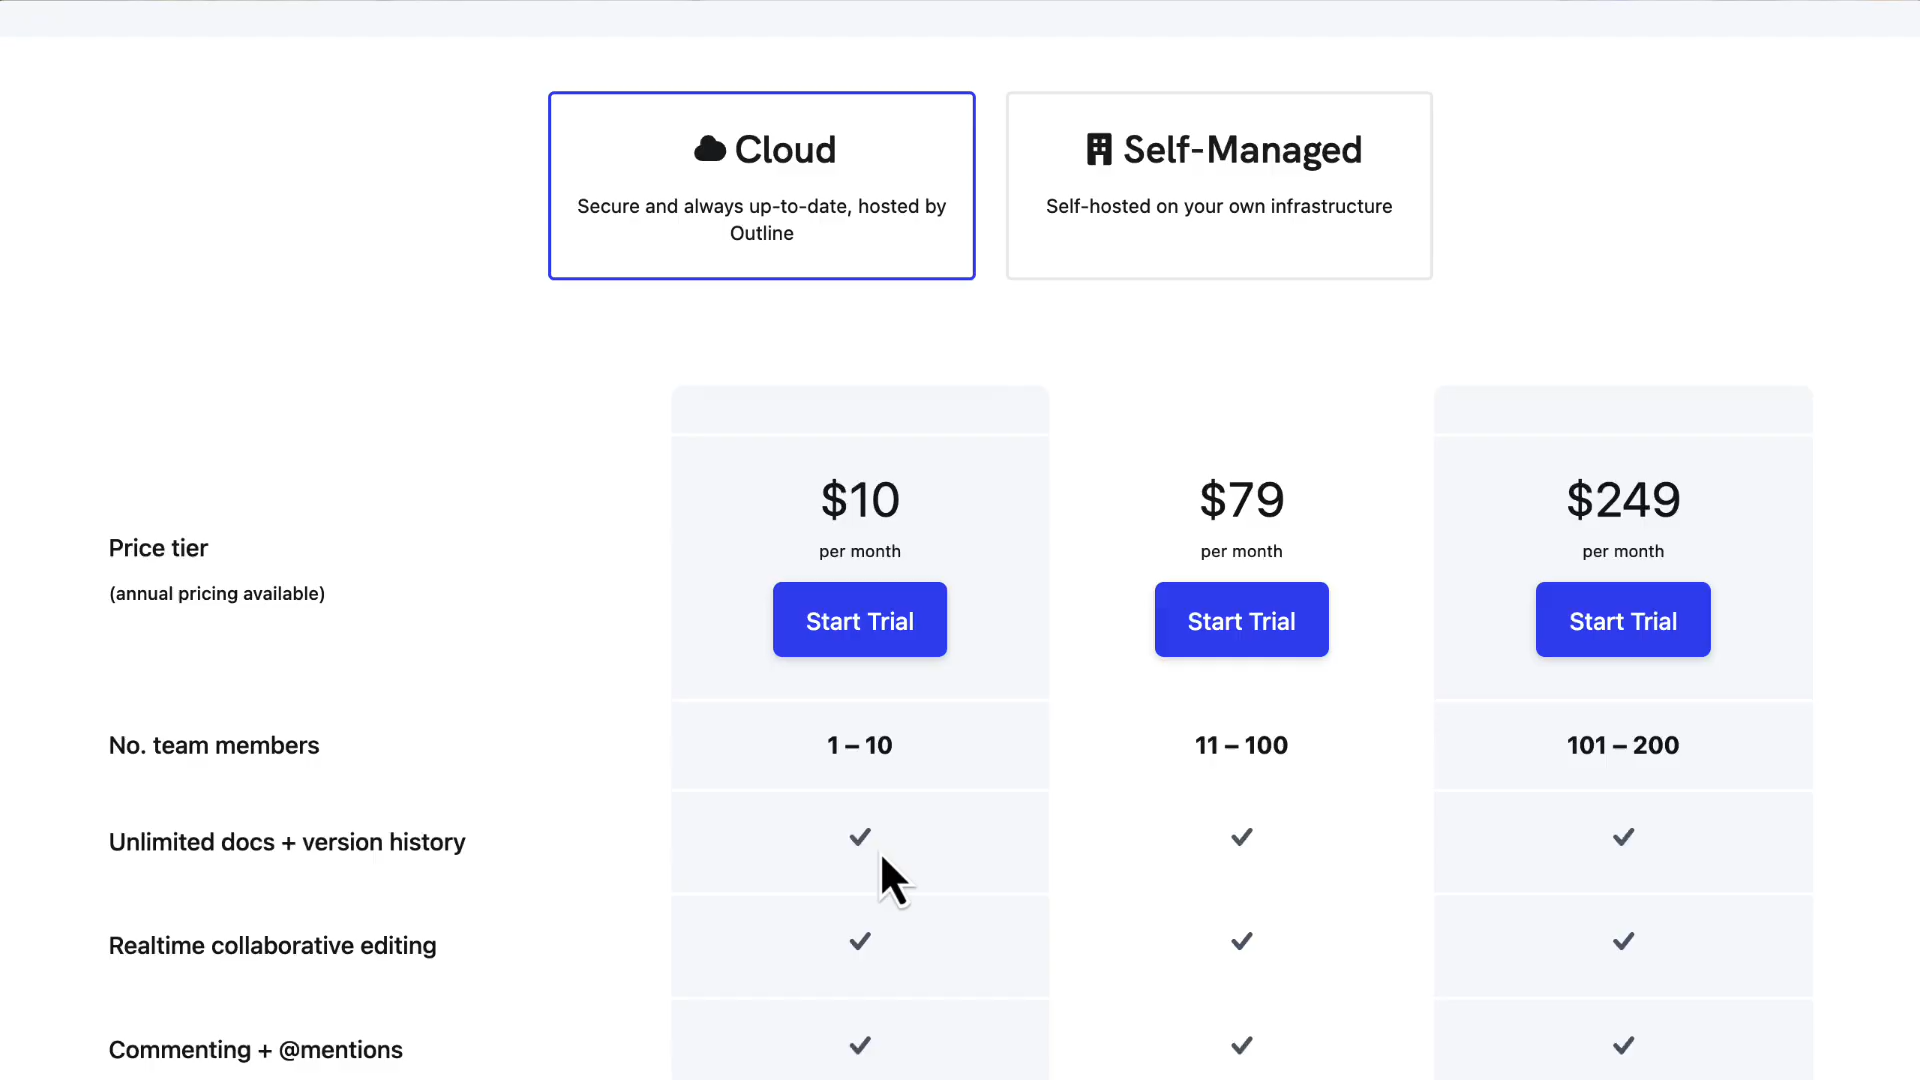 Cloud
Secure and always up-to-date, hosted by
Outline
Self-Managed
Self-hosted on your own infrastructure
Price tier
(annual pricing available)
$10
per month
Start Trial
$79
per month
Start Trial
$249
per month
Start Trial
No. team members
1 – 10
11 – 100
101 – 200
Unlimited docs + version history
Realtime collaborative editing
Commenting + @mentions